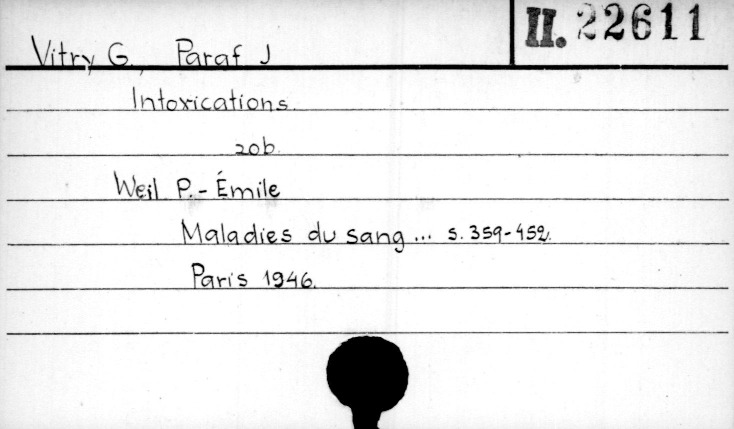 II. 22611
Vitry G., Paraf J
Intoxications.
zob.
Weil P.-Émile
Maladies du sang... s. 359-452.
Paris 1946.